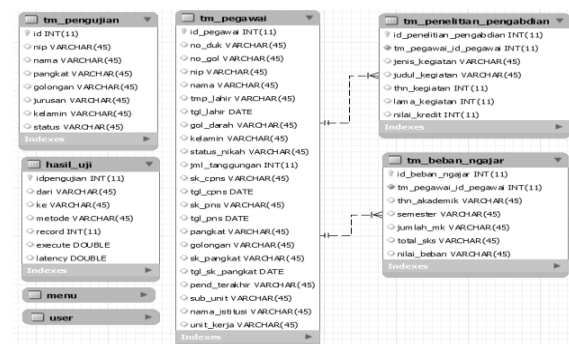 tm_pengujian
id INT(11)
nip VARCHAR(45)
nama VARCHAR(45)
pangkat VARCHAR(45)
golongan VARCHAR(45)
jurusan VARCHAR(45)
kelamin VARCHAR(45)
status VARCHAR(45)
Indexes
hasil_uji
idpengujian INT(11)
dari VARCHAR(45)
ke VARCHAR(45)
metode VARCHAR(45)
record INT(11)
execute DOUBLE
latency DOUBLE
Indexes
menu
user
tm_pegawai
id_pegawai INT(11)
no_duk VARCHAR(45)
no_gol VARCHAR(45)
nip VARCHAR(45)
nama VARCHAR(45)
tmp_lahir VARCHAR(45)
tgl_lahir DATE
gol_darah VARCHAR(45)
kelamin VARCHAR(45)
status_nikah VARCHAR(45)
jml_tanggungan INT(11)
sk_cpns VARCHAR(45)
tgl_cpns DATE
sk_pns VARCHAR(45)
tgl_pns DATE
pangkat VARCHAR(45)
golongan VARCHAR(45)
sk_pangkat VARCHAR(45)
tgl_sk_pangkat DATE
pend_terakhir VARCHAR(45)
sub_unit VARCHAR(45)
nama_istitusi VARCHAR(45)
unit_kerja VARCHAR(45)
Indexes
tm_penelitian_pengabdian
id_penelitian_pengabdian INT(11)
tm_pegawai_id_pegawai INT(11)
jenis_kegiatan VARCHAR(45)
judul_kegiatan VARCHAR(45)
thn_kegiatan INT(11)
lama_kegiatan INT(11)
nilai_kredit INT(11)
Indexes
tm_beban_ngajar
id_beban_ngajar INT(11)
tm_pegawai_id_pegawai INT(11)
thn_akademik VARCHAR(45)
semester VARCHAR(45)
jumlah_mk VARCHAR(45)
total_sks VARCHAR(45)
nilai_beban VARCHAR(45)
Indexes